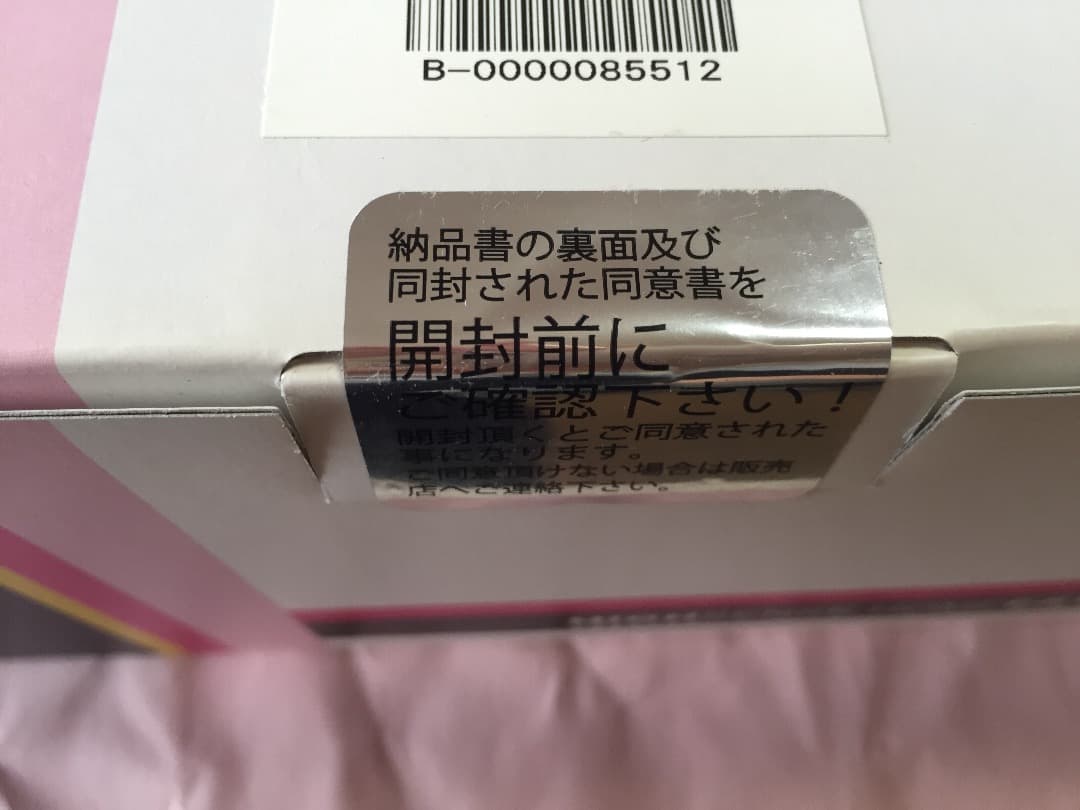 B-0000085512
納品書の裏面及び
同封された同意書を
開封前に
ご確認下さい！
開封頂くとご同意された
事になります。
ご同意頂けない場合は販売
店へご連絡下さい。